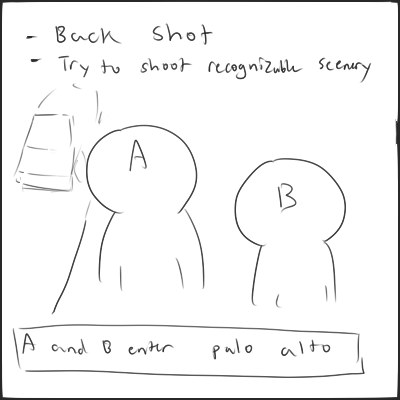 - Back shot
- Try to shoot recognizable scenery
A
B
A and B enter palo alto